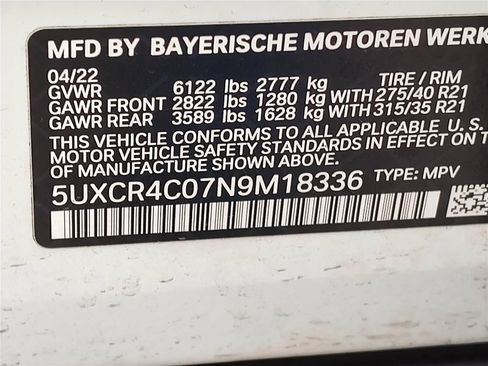 MFD BY BAYERISCHE MOTOREN WERK
04/22
GVWR 6122 lbs 2777 kg TIRE / RIM
GAWR FRONT 2822 lbs 1280 kg WITH 275/40 R21
GAWR REAR 3589 lbs 1628 kg WITH 315/35 R21
THIS VEHICLE CONFORMS TO ALL APPLICABLE U. S.
MOTOR VEHICLE SAFETY STANDARDS IN EFFECT ON T
OF MANUFACTURE SHOWN ABOVE.
5UXCR4C07N9M18336 TYPE: MPV